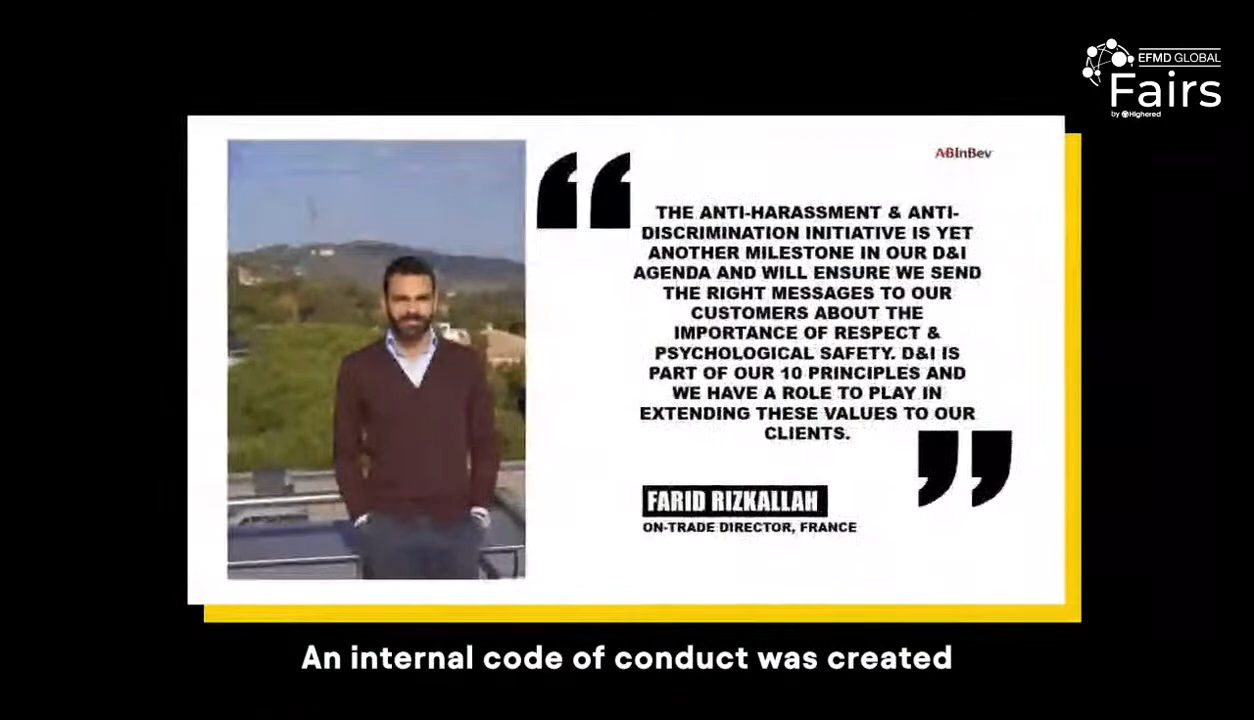 EFMD GLOBAL
Fairs
by Highered
ABInBev
THE ANTI-HARASSMENT & ANTI-
DISCRIMINATION INITIATIVE IS YET
ANOTHER MILESTONE IN OUR D&I
AGENDA AND WILL ENSURE WE SEND
THE RIGHT MESSAGES TO OUR
CUSTOMERS ABOUT THE
IMPORTANCE OF RESPECT &
PSYCHOLOGICAL SAFETY. D&I IS
PART OF OUR 10 PRINCIPLES AND
WE HAVE A ROLE TO PLAY IN
EXTENDING THESE VALUES TO OUR
CLIENTS.
FARID RIZKALLAH
ON-TRADE DIRECTOR, FRANCE
An internal code of conduct was created